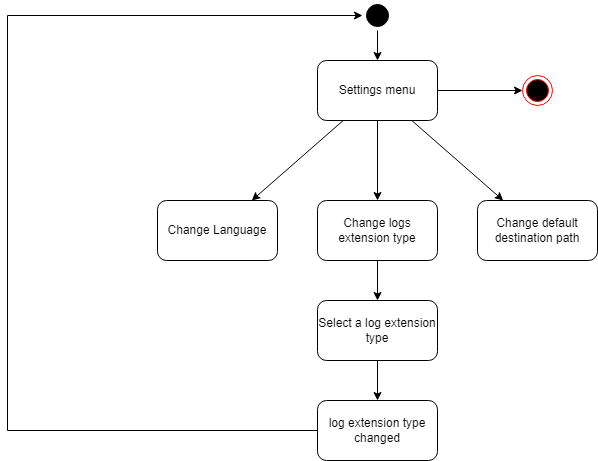 Settings menu
Change Language
Change logs
extension type
Change default
destination path
Select a log extension
type
log extension type
changed